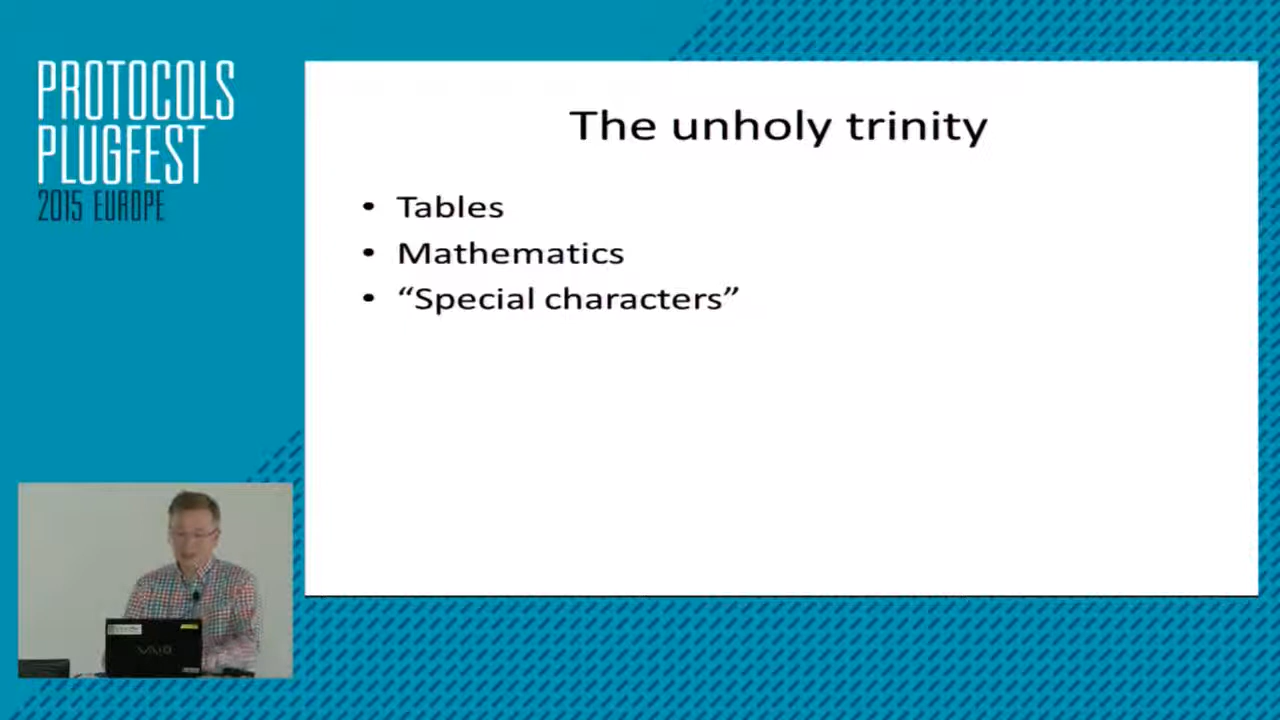 PROTOCOLS
PLUGFEST
2015 EUROPE
The unholy trinity
• Tables
• Mathematics
• “Special characters”
VAIO